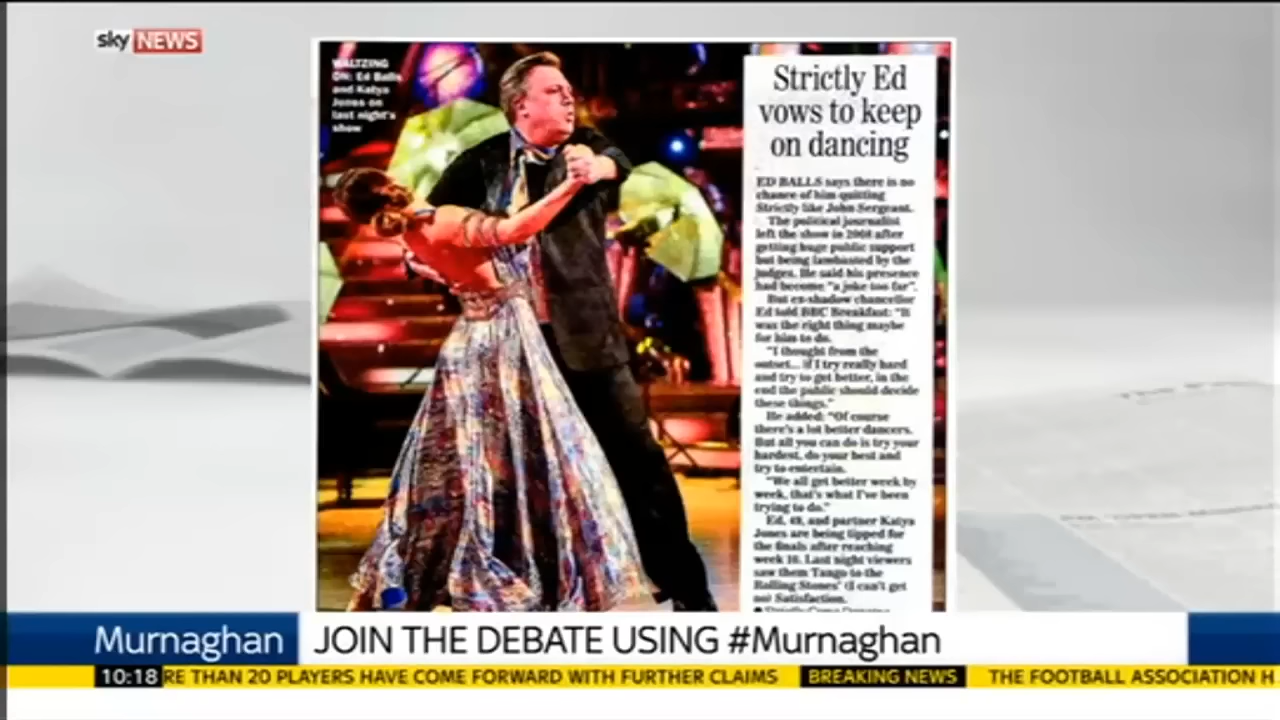 sky NEWS
WALTZING
ON: Ed Balls
and Katya
Jones on
last night's
show
Strictly Ed
vows to keep
on dancing
ED BALLS says there is no
chance of him quitting
Strictly like John Sergeant.
The political journalist
left the show in 2008 after
getting huge public support
but being lambasted by the
judges. He said his presence
had become "a joke too far".
But ex-shadow chancellor
Ed told BBC Breakfast: "It
was the right thing maybe
for him to do.
"I thought from the
outset... if I try really hard
and try to get better, in the
end the public should decide
these things."
He added: "Of course
there's a lot better dancers.
But all you can do is try your
hardest, do your best and
try to entertain.
"We all get better week by
week, that's what I've been
trying to do."
Ed, 49, and partner Katya
Jones are being tipped for
the finals after reaching
week 10. Last night viewers
saw them Tango to the
Rolling Stones' (I can't get
no) Satisfaction.
Murnaghan
JOIN THE DEBATE USING #Murnaghan
10:18 RE THAN 20 PLAYERS HAVE COME FORWARD WITH FURTHER CLAIMS BREAKING NEWS THE FOOTBALL ASSOCIATION H